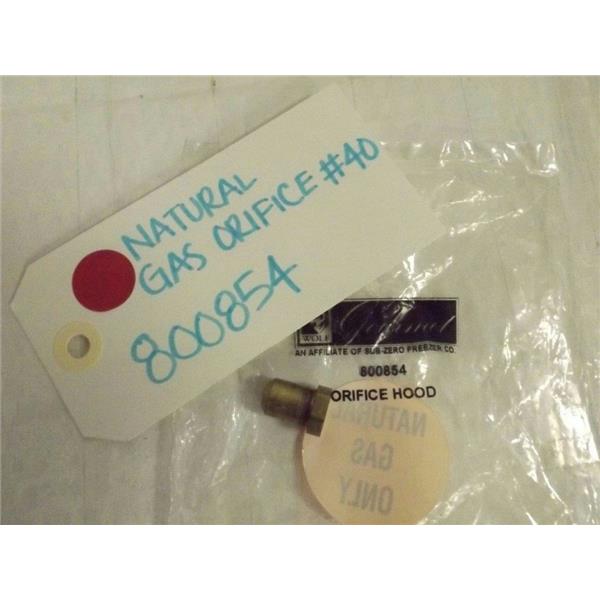 NATURAL
GAS ORIFICE #40
800854
WOLF
Gourmet
AN AFFILIATE OF SUB-ZERO FREEZER CO.
800854
ORIFICE HOOD
NATURAL
GAS
ONLY